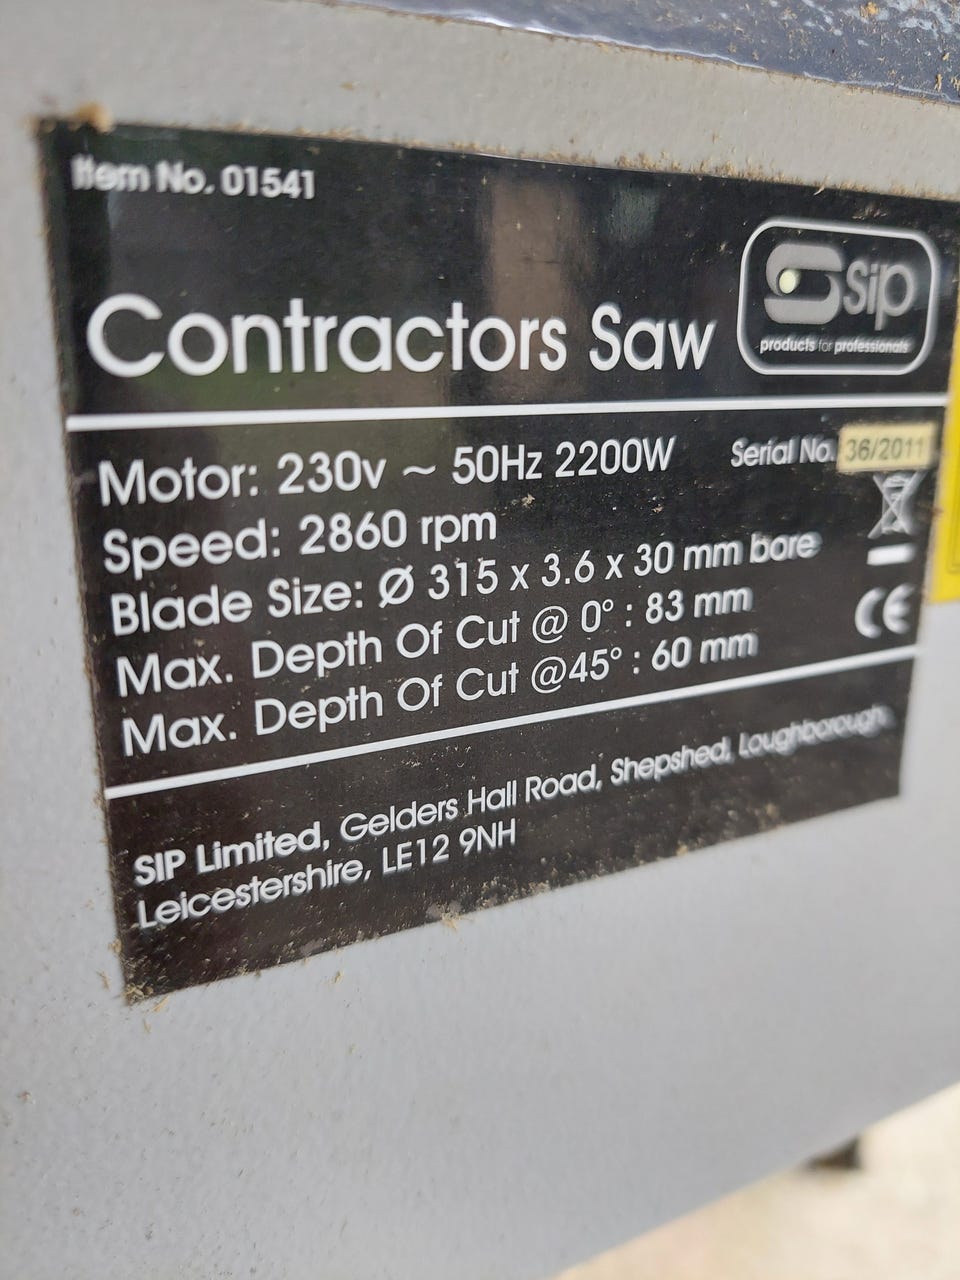 Item No. 01541
Contractors Saw
Sip
products for professionals
Motor: 230v ~ 50Hz 2200W
Serial No. 36/2011
Speed: 2860 rpm
Blade Size: Ø 315 x 3.6 x 30 mm bore
Max. Depth Of Cut @ 0° : 83 mm
Max. Depth Of Cut @45° : 60 mm
CE
SIP Limited, Gelders Hall Road, Shepshed, Loughborough,
Leicestershire, LE12 9NH